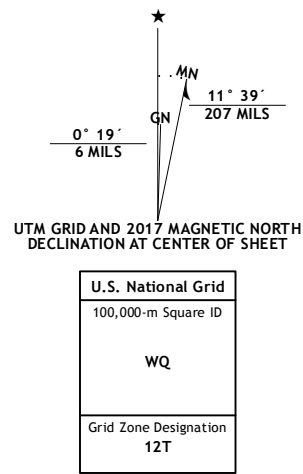 ★
MN
11° 39´
207 MILS
GN
0° 19´
6 MILS
UTM GRID AND 2017 MAGNETIC NORTH
DECLINATION AT CENTER OF SHEET
U.S. National Grid
100,000-m Square ID
WQ
Grid Zone Designation
12T